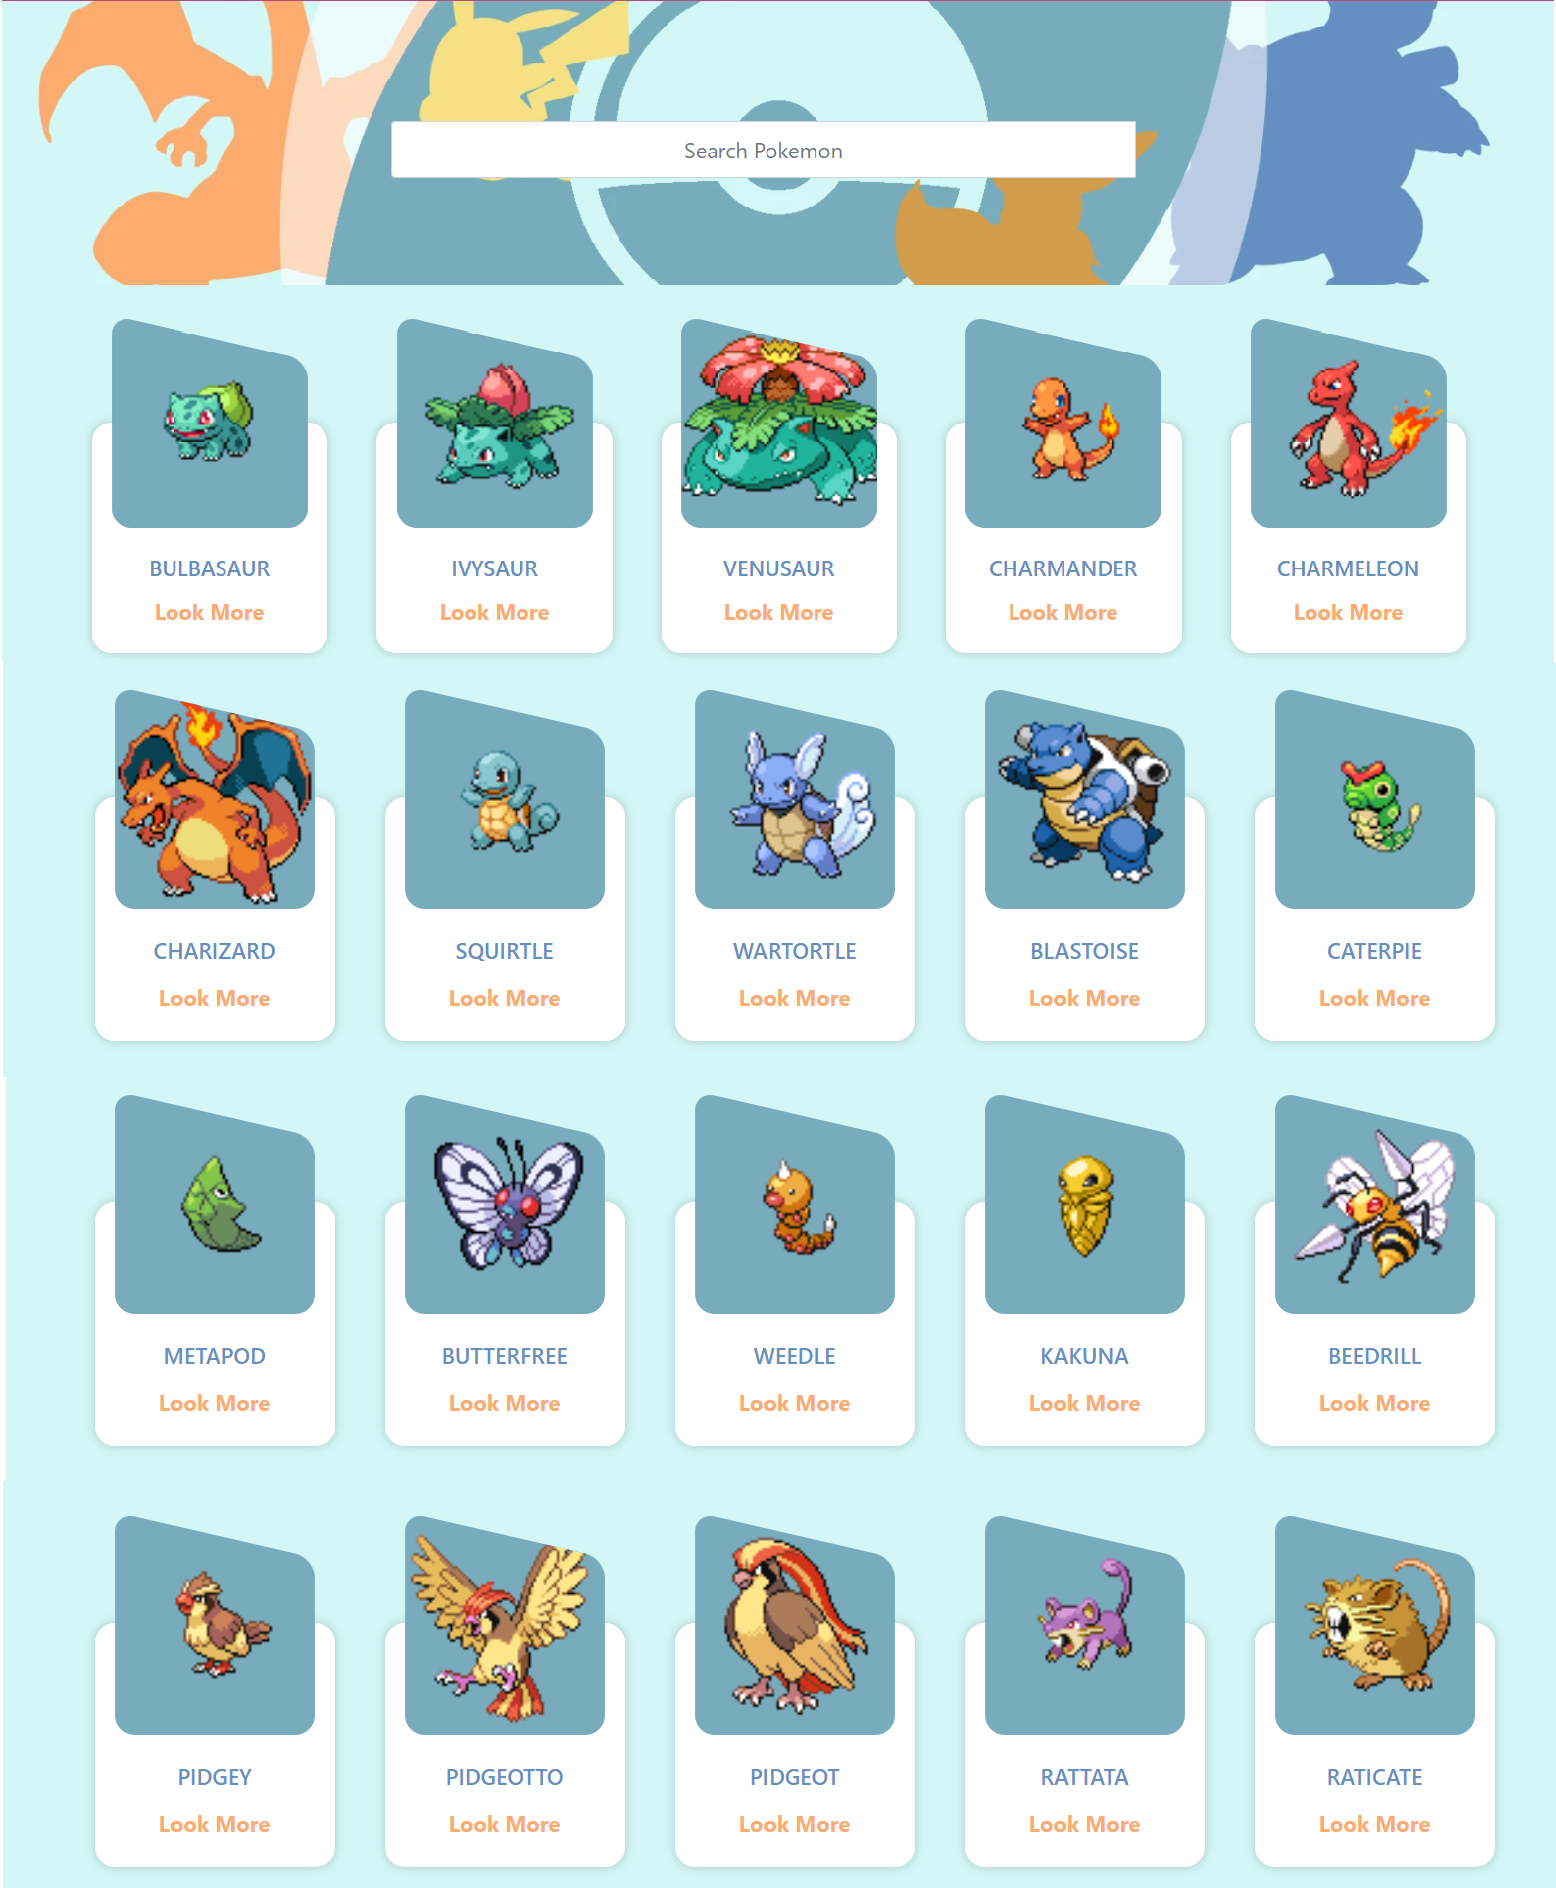 Search Pokemon
BULBASAUR
Look More
IVYSAUR
Look More
VENUSAUR
Look More
CHARMANDER
Look More
CHARMELEON
Look More
CHARIZARD
Look More
SQUIRTLE
Look More
WARTORTLE
Look More
BLASTOISE
Look More
CATERPIE
Look More
METAPOD
Look More
BUTTERFREE
Look More
WEEDLE
Look More
KAKUNA
Look More
BEEDRILL
Look More
PIDGEY
Look More
PIDGEOTTO
Look More
PIDGEOT
Look More
RATTATA
Look More
RATICATE
Look More